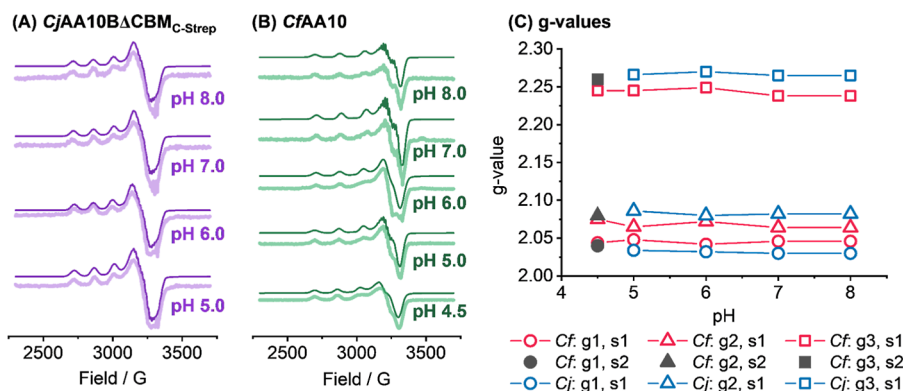 (A) CjAA10BΔCBM C-Strep
pH 8.0
pH 7.0
pH 6.0
pH 5.0
2500 3000 3500
Field / G
(B) CfAA10
pH 8.0
pH 7.0
pH 6.0
pH 5.0
pH 4.5
2500 3000 3500
Field / G
(C) g-values
2.30
2.25
2.20
2.15
2.10
2.05
2.00
g-value
4 5 6 7 8
pH
Cf: g1, s1 Cf: g2, s1 Cf: g3, s1
Cf: g1, s2 Cf: g2, s2 Cf: g3, s2
Cj: g1, s1 Cj: g2, s1 Cj: g3, s1